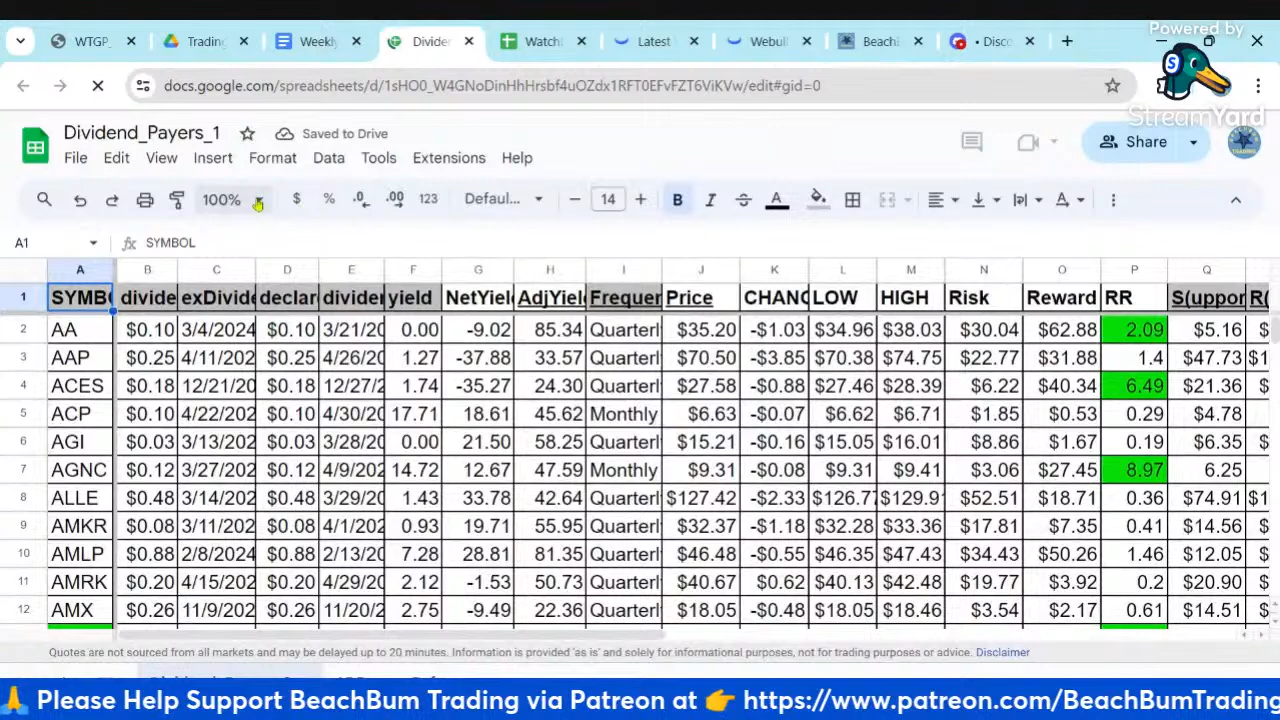 Powered by
StreamYard
WTGP_
Trading
Weekly
Divider
Watchl
Latest
Webull
Beachl
• Disco
docs.google.com/spreadsheets/d/
/edit#gid=0
Dividend_Payers_1
Saved to Drive
File Edit View Insert Format Data Tools Extensions Help
Share
100% $ % .0 .00 123 Defaul... 14 B I A
A1 fx SYMBOL
A B C D E F G H I J K L M N O P Q
1 SYMBO divide exDivide declar divider yield NetYiel AdjYiel Frequer Price CHANG LOW HIGH Risk Reward RR S(uppor R(
2 AA $0.10 3/4/2024 $0.10 3/21/20 0.00 -9.02 85.34 Quarterl $35.20 -$1.03 $34.96 $38.03 $30.04 $62.88 2.09 $5.16 $
3 AAP $0.25 4/11/202 $0.25 4/26/20 1.27 -37.88 33.57 Quarterl $70.50 -$3.85 $70.38 $74.75 $22.77 $31.88 1.4 $47.73 $1
4 ACES $0.18 12/21/20 $0.18 12/27/2 1.74 -35.27 24.30 Quarterl $27.58 -$0.88 $27.46 $28.39 $6.22 $40.34 6.49 $21.36 $
5 ACP $0.10 4/22/202 $0.10 4/30/20 17.71 18.61 45.62 Monthly $6.63 -$0.07 $6.62 $6.71 $1.85 $0.53 0.29 $4.78
6 AGI $0.03 3/13/202 $0.03 3/28/20 0.00 21.50 58.25 Quarterl $15.21 -$0.16 $15.05 $16.01 $8.86 $1.67 0.19 $6.35 $
7 AGNC $0.12 3/27/202 $0.12 4/9/202 14.72 12.67 47.59 Monthly $9.31 -$0.08 $9.31 $9.41 $3.06 $27.45 8.97 6.25
8 ALLE $0.48 3/14/202 $0.48 3/29/20 1.43 33.78 42.64 Quarterl $127.42 -$2.33 $126.77 $129.91 $52.51 $18.71 0.36 $74.91 $1
9 AMKR $0.08 3/11/202 $0.08 4/1/202 0.93 19.71 55.95 Quarterl $32.37 -$1.18 $32.28 $33.36 $17.81 $7.35 0.41 $14.56 $
10 AMLP $0.88 2/8/2024 $0.88 2/13/20 7.28 28.81 81.35 Quarterl $46.48 -$0.55 $46.35 $47.43 $34.43 $50.26 1.46 $12.05 $
11 AMRK $0.20 4/15/202 $0.20 4/29/20 2.12 -1.53 50.73 Quarterl $40.67 $0.62 $40.13 $42.48 $19.77 $3.92 0.2 $20.90 $
12 AMX $0.26 11/9/202 $0.26 11/20/2 2.75 -9.49 22.36 Quarterl $18.05 -$0.48 $18.05 $18.46 $3.54 $2.17 0.61 $14.51 $
Quotes are not sourced from all markets and may be delayed up to 20 minutes. Information is provided 'as is' and solely for informational purposes, not for trading purposes or advice. Disclaimer
🙏 Please Help Support BeachBum Trading via Patreon at 👉 https://www.patreon.com/BeachBumTrading